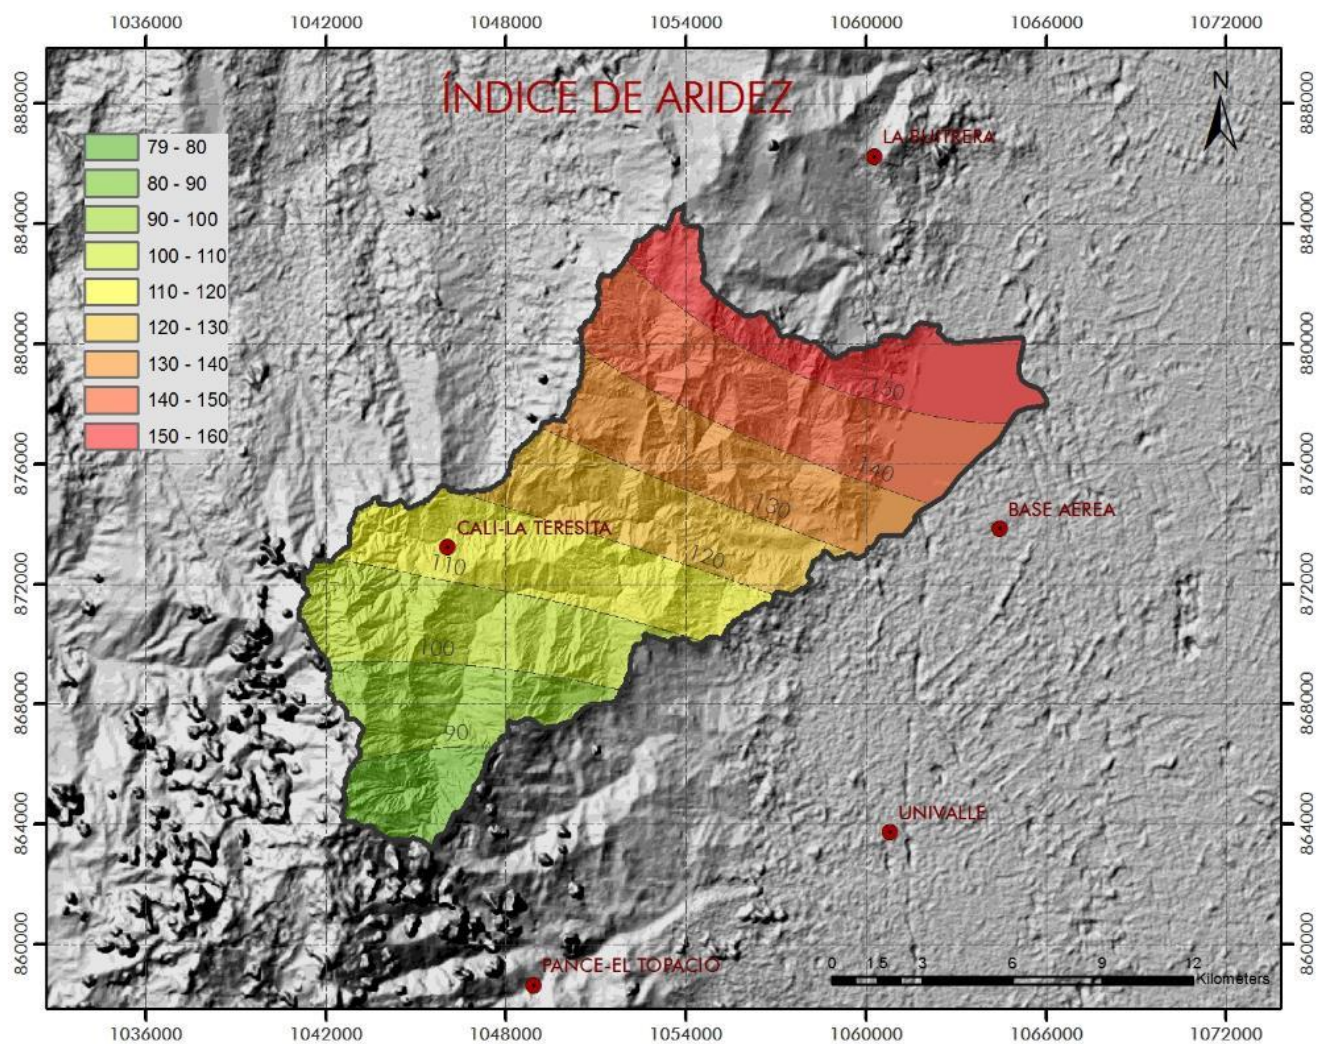 1036000 1042000 1048000 1054000 1060000 1066000 1072000
ÍNDICE DE ARIDEZ
N
888000 888000
79 - 80
LA BUITRERA
80 - 90
90 - 100
884000 884000
100 - 110
110 - 120
120 - 130
880000 880000
130 - 140
150
140 - 150
150 - 160
876000 876000
140
130
BASE AEREA
CALI-LA TERESITA
120
110
872000 872000
100
868000 868000
90
864000 864000
UNIVALLE
860000 860000
PANCE-EL TOPACIO
0 1,5 3 6 9 12
Kilometers
1036000 1042000 1048000 1054000 1060000 1066000 1072000